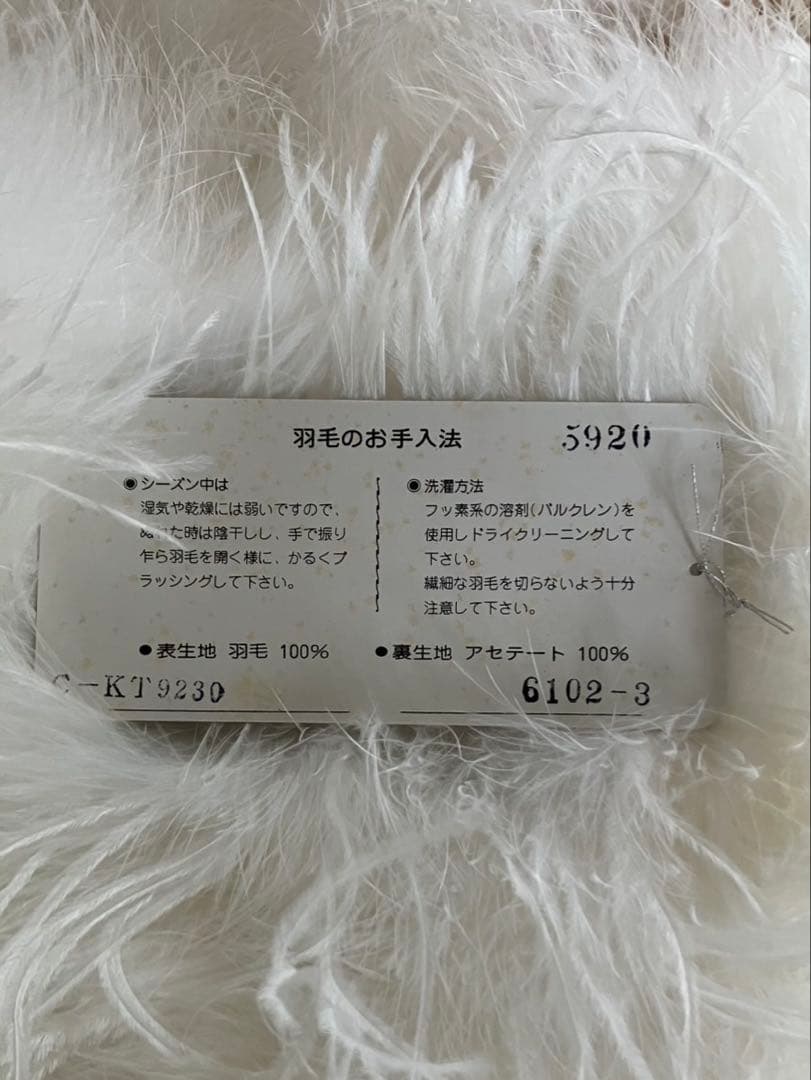 羽毛のお手入法
5920
◉シーズン中は
湿気や乾燥には弱いですので、
ぬれた時は陰干しし、手で振り
乍ら羽毛を開く様に、かるくブ
ラッシングして下さい。
◉洗濯方法
フッ素系の溶剤(パルクレン)を
使用しドライクリーニングして
下さい。
繊細な羽毛を切らないよう十分
注意して下さい。
●表生地 羽毛 100%
●裏生地 アセテート 100%
C-KT9230
6102-3